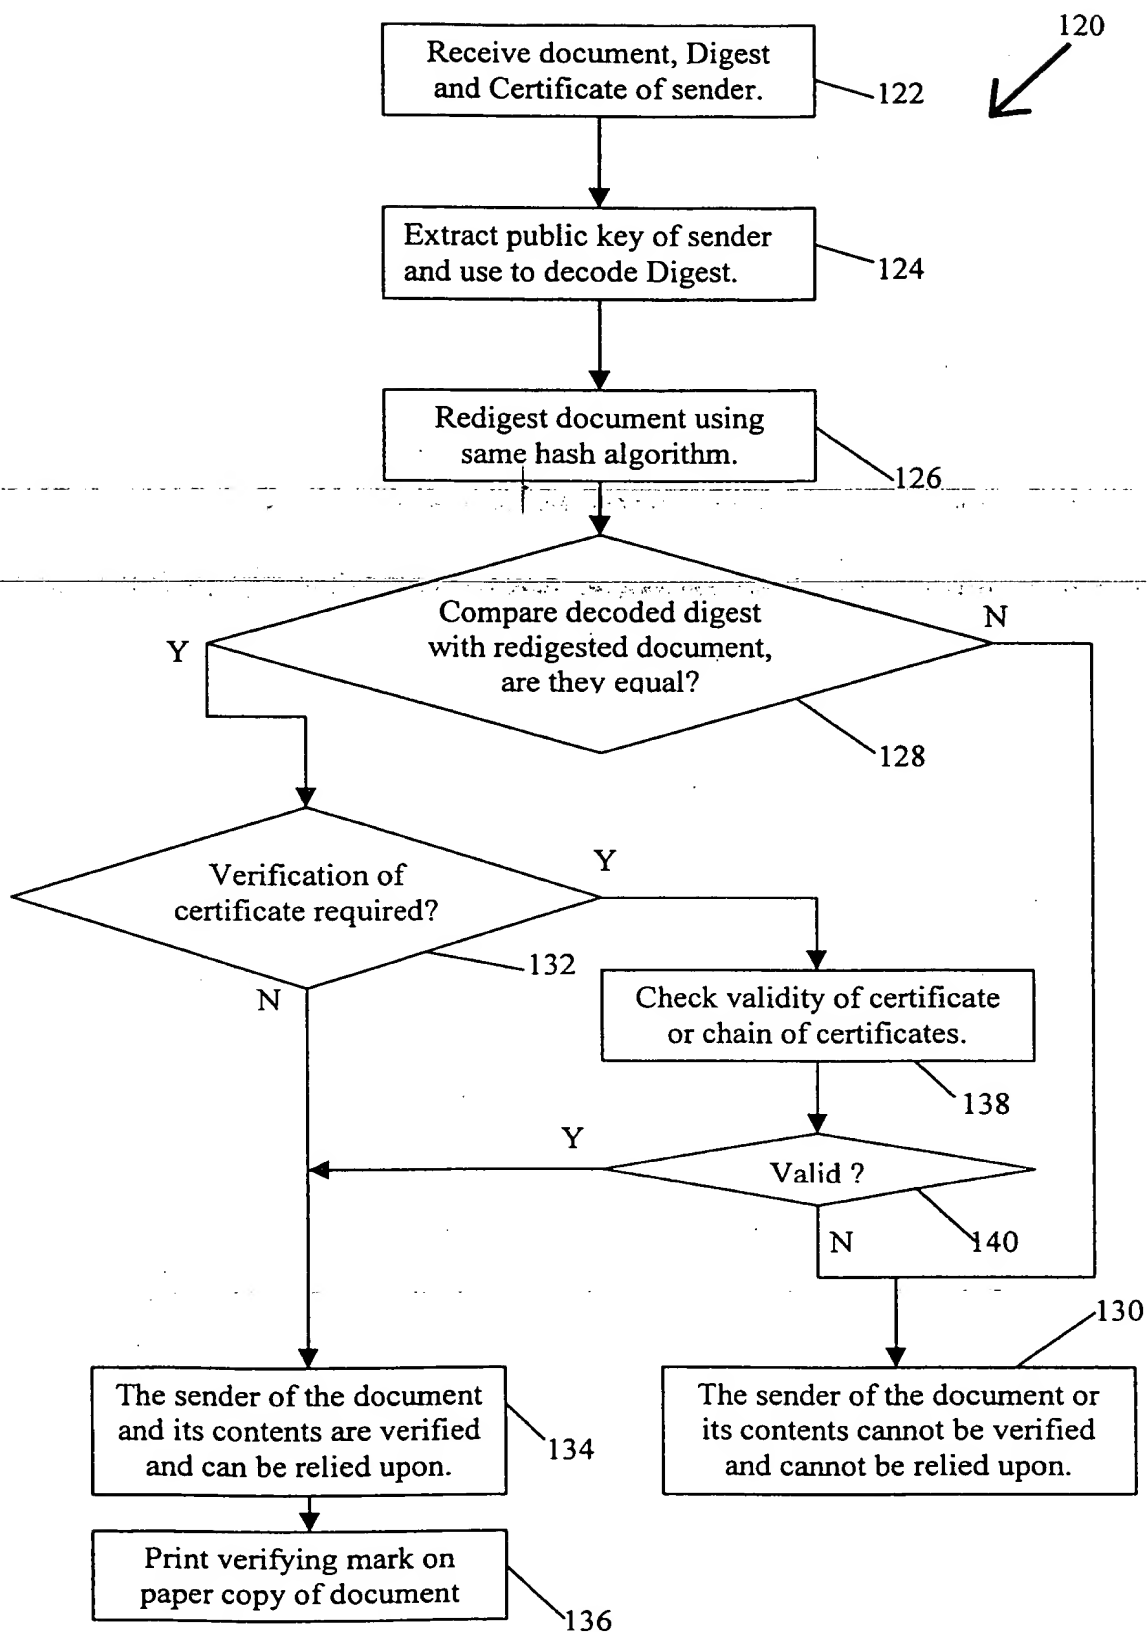 120
Receive document, Digest
and Certificate of sender.
122
Extract public key of sender
and use to decode Digest.
124
Redigest document using
same hash algorithm.
126
Compare decoded digest
with redigested document,
are they equal?
N
Y
128
Verification of
certificate required?
Y
132
N
Check validity of certificate
or chain of certificates.
138
Y
Valid ?
N
140
130
The sender of the document
and its contents are verified
and can be relied upon.
134
The sender of the document or
its contents cannot be verified
and cannot be relied upon.
Print verifying mark on
paper copy of document
136